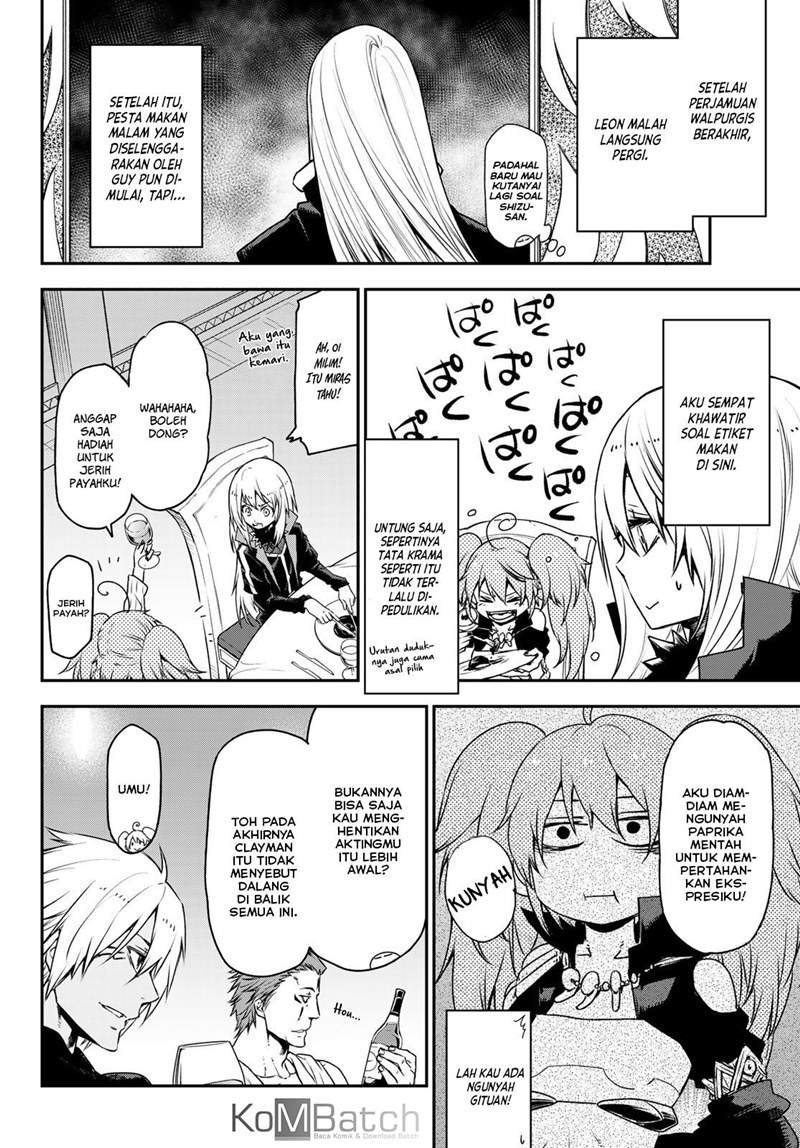 SETELAH
PERJAMUAN
WALPURGIS
BERAKHIR,
LEON MALAH
LANGSUNG
PERGI.
PADAHAL
BARU MAU
KUTANYAI
LAGI SOAL
SHIZU-
SAN.
SETELAH ITU,
PESTA MAKAN
MALAM YANG
DISELENGGA-
RAKAN OLEH
GUY PUN DI-
MULAI, TAPI...
AKU SEMPAT
KHAWATIR
SOAL ETIKET
MAKAN
DI SINI.
ぱく
ぱく
ぱく
ぱく
ぱく
ぱく
UNTUNG SAJA,
SEPERTINYA
TATA KRAMA
SEPERTI ITU
TIDAK TER-
LALU DI-
PEDULIKAN.
Urutan duduk-
nya juga cuma
asal pilih
AH, OI
MILIM!
ITU MIRAS
TAHU!
Aku yang
bawa itu
kemari.
WAHAHAHA,
BOLEH
DONG?
ANGGAP
SAJA
HADIAH
UNTUK
JERIH
PAYAHKU!
JERIH
PAYAH?
AKU DIAM-
DIAM ME-
NGUNYAH
PAPRIKA
MENTAH
UNTUK MEM-
PERTAHAN-
KAN EKS-
PRESIKU!
KUNYAH
LAH KAU ADA
NGUNYAH
GITUAN!
BUKANNYA
BISA SAJA
KAU MENG-
HENTIKAN
AKTINGMU
ITU LEBIH
AWAL?
TOH PADA
AKHIRNYA
CLAYMAN
ITU TIDAK
MENYEBUT
DALANG
DI BALIK
SEMUA INI.
UMU!
Hou...
KoMBatch
Baca Komik & Download Batch